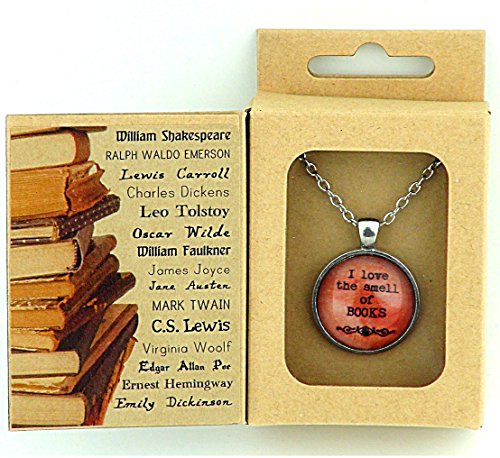 William Shakespeare
RALPH WALDO EMERSON
Lewis Carroll
Charles Dickens
Leo Tolstoy
Oscar Wilde
William Faulkner
James Joyce
Jane Austen
MARK TWAIN
C.S. Lewis
Virginia Woolf
Edgar Allan Poe
Ernest Hemingway
Emily Dickinson
I love
the smell
of
BOOKS